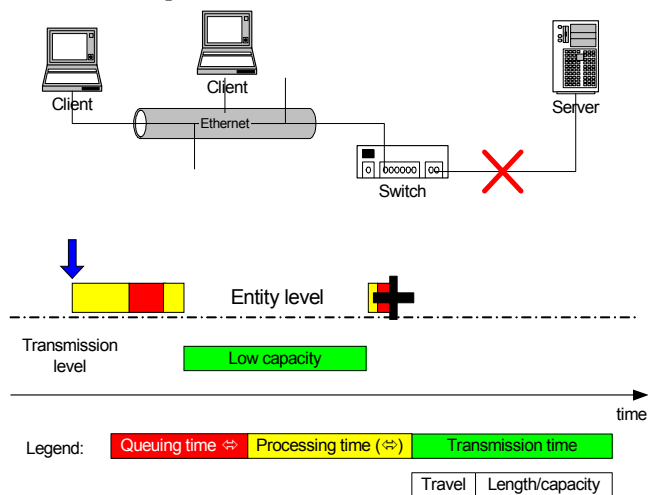 Client
Client
Server
Ethernet
Switch
Entity level
Transmission
level
Low capacity
time
Legend:
Queuing time ⇔
Processing time (⇔)
Transmission time
Travel
Length/capacity